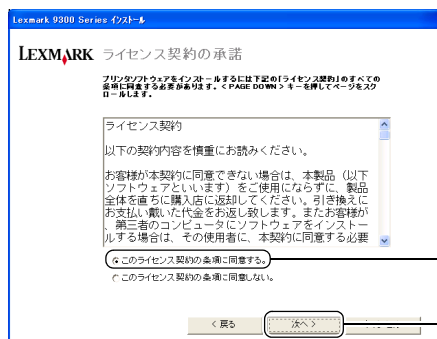 Lexmark 9300 Series インストール
LEXMARK ライセンス契約の承諾
プリンタソフトウェアをインストールするには下記の「ライセンス契約」のすべての
条項に同意する必要があります。< PAGE DOWN > キーを押してページをスク
ロールします。
ライセンス契約
以下の契約内容を慎重にお読みください。
お客様が本契約に同意できない場合は、本製品（以下
ソフトウェアといいます）をご使用にならずに、製品
全体を直ちに購入店に返却してください。引き換えに
お支払い戴いた代金をお返し致します。またお客様が
、第三者のコンピュータにソフトウェアをインストー
ルする場合は、その使用者に、本契約に同意する必要
このライセンス契約の条項に同意する。
このライセンス契約の条項に同意しない。
< 戻る
次へ >